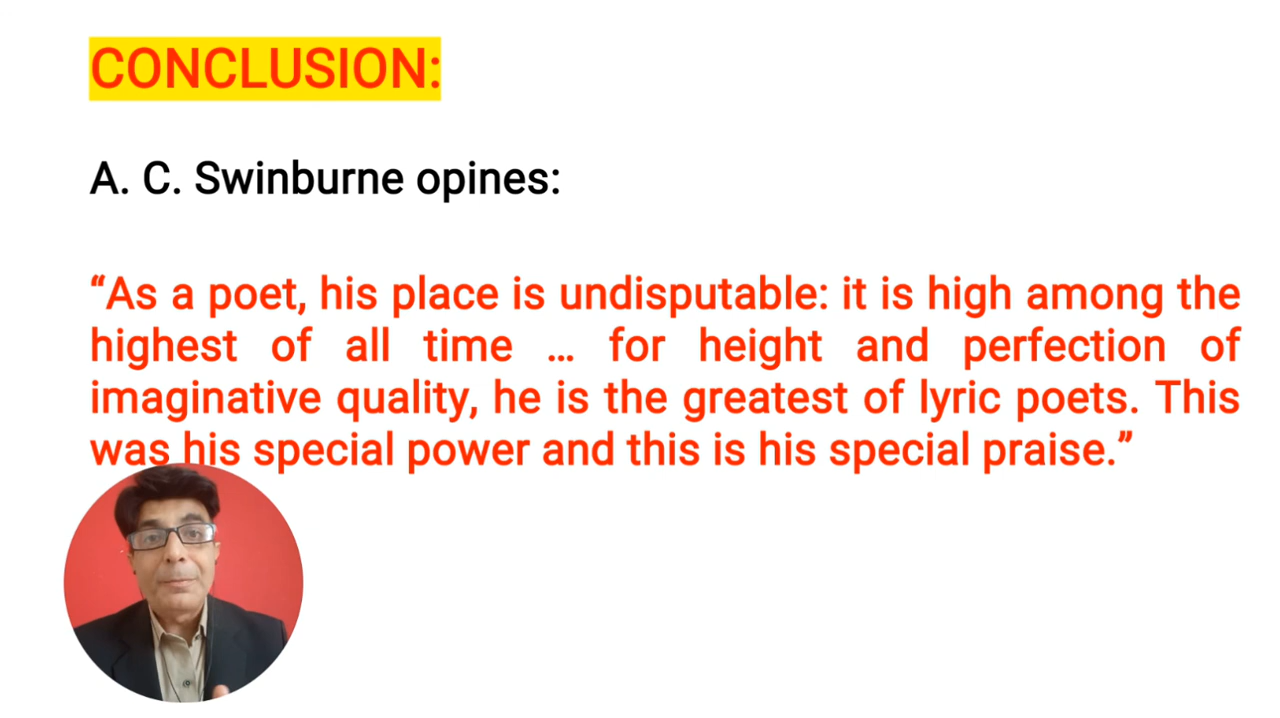 CONCLUSION:
A. C. Swinburne opines:
“As a poet, his place is undisputable: it is high among the
highest of all time ... for height and perfection of
imaginative quality, he is the greatest of lyric poets. This
was his special power and this is his special praise.”